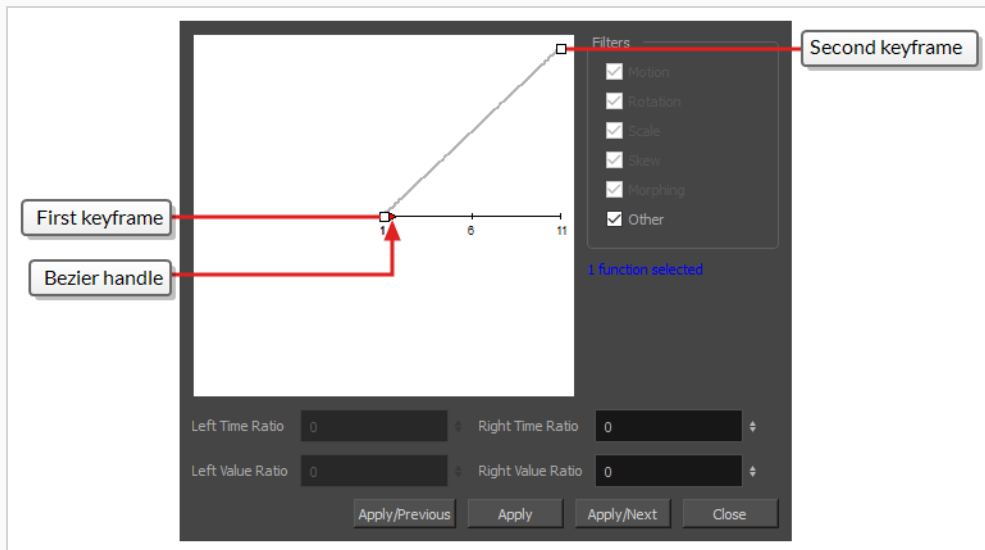 Filters
Second keyframe
Motion
Rotation
Scale
Skew
Morphing
First keyframe
Other
1 6 11
Bezier handle
1 function selected
Left Time Ratio 0 Right Time Ratio 0
Left Value Ratio 0 Right Value Ratio 0
Apply/Previous Apply Apply/Next Close